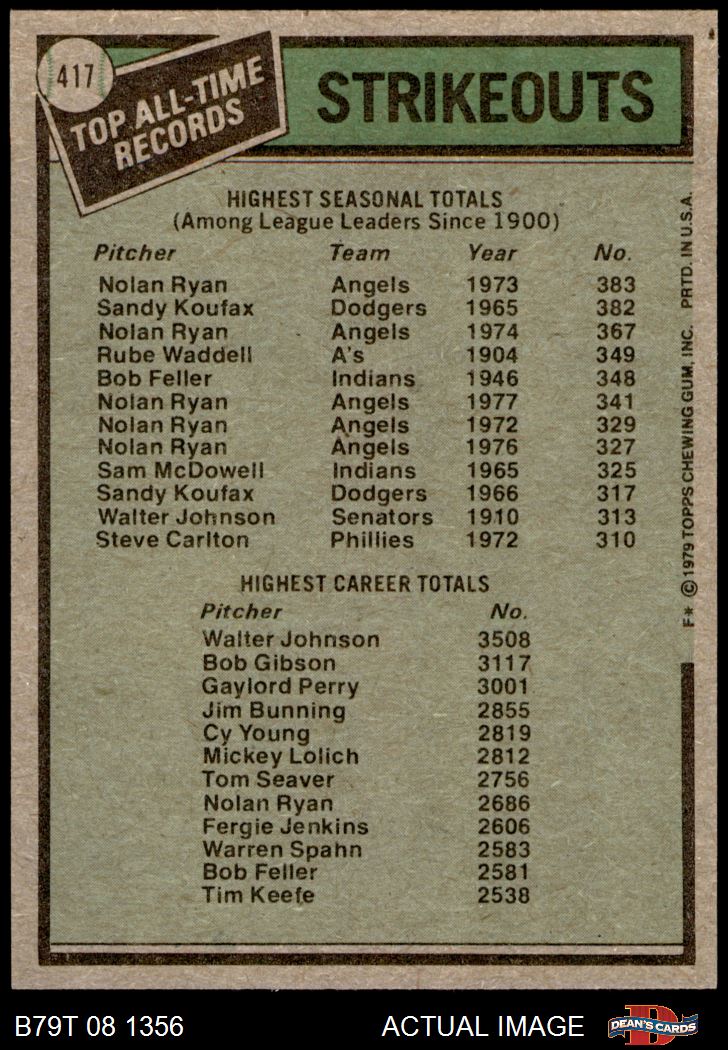 417
TOP ALL-TIME
RECORDS
STRIKEOUTS
HIGHEST SEASONAL TOTALS
(Among League Leaders Since 1900)
Pitcher Team Year No.
Nolan Ryan Angels 1973 383
Sandy Koufax Dodgers 1965 382
Nolan Ryan Angels 1974 367
Rube Waddell A's 1904 349
Bob Feller Indians 1946 348
Nolan Ryan Angels 1977 341
Nolan Ryan Angels 1972 329
Nolan Ryan Angels 1976 327
Sam McDowell Indians 1965 325
Sandy Koufax Dodgers 1966 317
Walter Johnson Senators 1910 313
Steve Carlton Phillies 1972 310
HIGHEST CAREER TOTALS
Pitcher No.
Walter Johnson 3508
Bob Gibson 3117
Gaylord Perry 3001
Jim Bunning 2855
Cy Young 2819
Mickey Lolich 2812
Tom Seaver 2756
Nolan Ryan 2686
Fergie Jenkins 2606
Warren Spahn 2583
Bob Feller 2581
Tim Keefe 2538
F* © 1979 TOPPS CHEWING GUM, INC. PRTD. IN U.S.A.
B79T 08 1356 ACTUAL IMAGE
D
DEAN'S CARDS